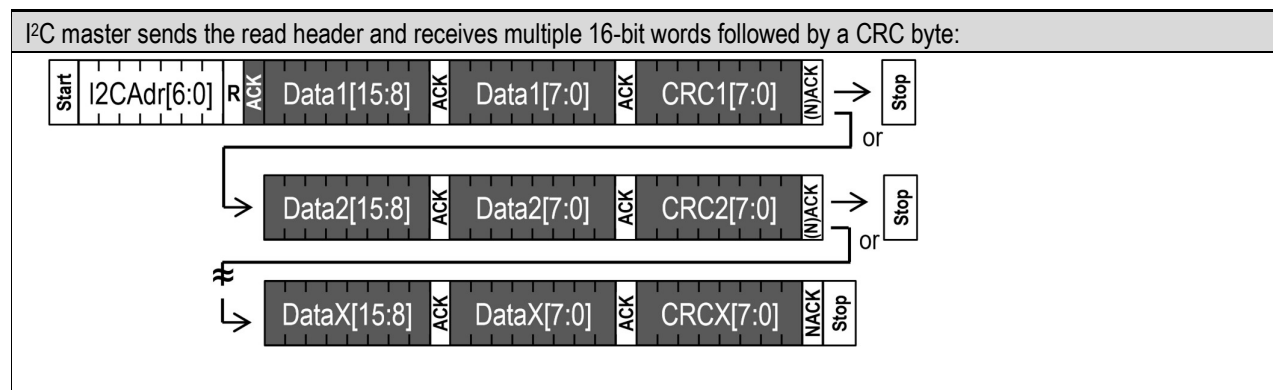 I²C master sends the read header and receives multiple 16-bit words followed by a CRC byte:
Start I2CAdr[6:0] R ACK Data1[15:8] ACK Data1[7:0] ACK CRC1[7:0] (N)ACK → Stop
or
Data2[15:8] ACK Data2[7:0] ACK CRC2[7:0] (N)ACK → Stop
or
DataX[15:8] ACK DataX[7:0] ACK CRCX[7:0] NACK Stop